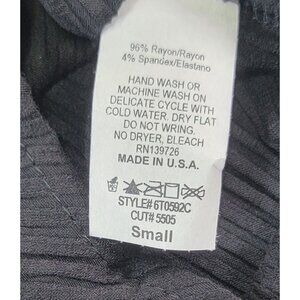 96% Rayon/Rayon
4% Spandex/Elastano
HAND WASH OR
MACHINE WASH ON
DELICATE CYCLE WITH
COLD WATER. DRY FLAT
DO NOT WRING.
NO DRYER, BLEACH
RN139726
MADE IN U.S.A.
STYLE# 6T0592C
CUT# 5505
Small